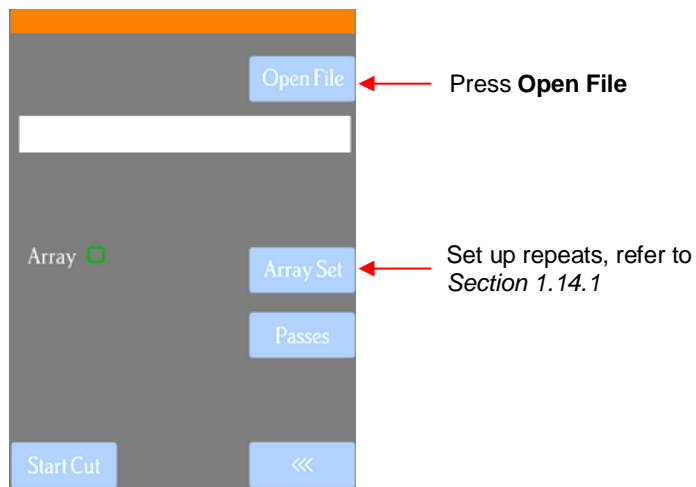 Open File
Press Open File
Array
Array Set
Set up repeats, refer to
Section 1.14.1
Passes
Start Cut
<<<